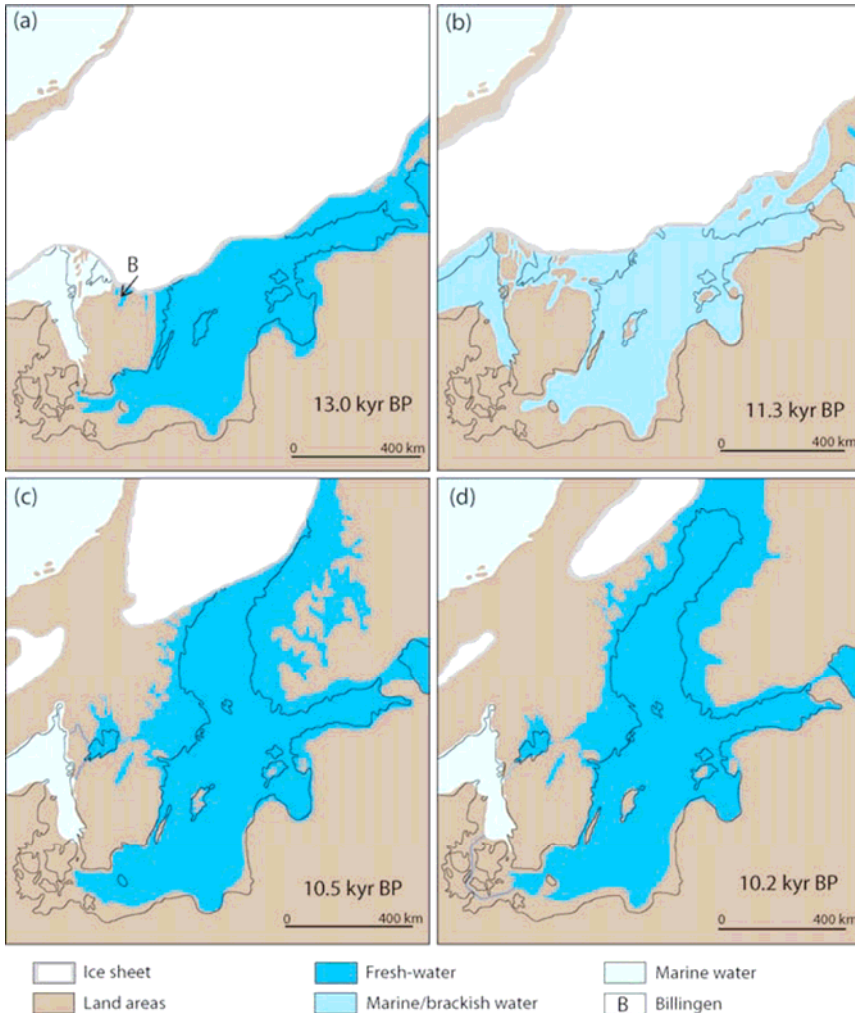 (a)
B
13.0 kyr BP
0 400 km
(b)
11.3 kyr BP
0 400 km
(c)
10.5 kyr BP
0 400 km
(d)
10.2 kyr BP
0 400 km
Ice sheet
Fresh-water
Marine water
Land areas
Marine/brackish water
B Billingen